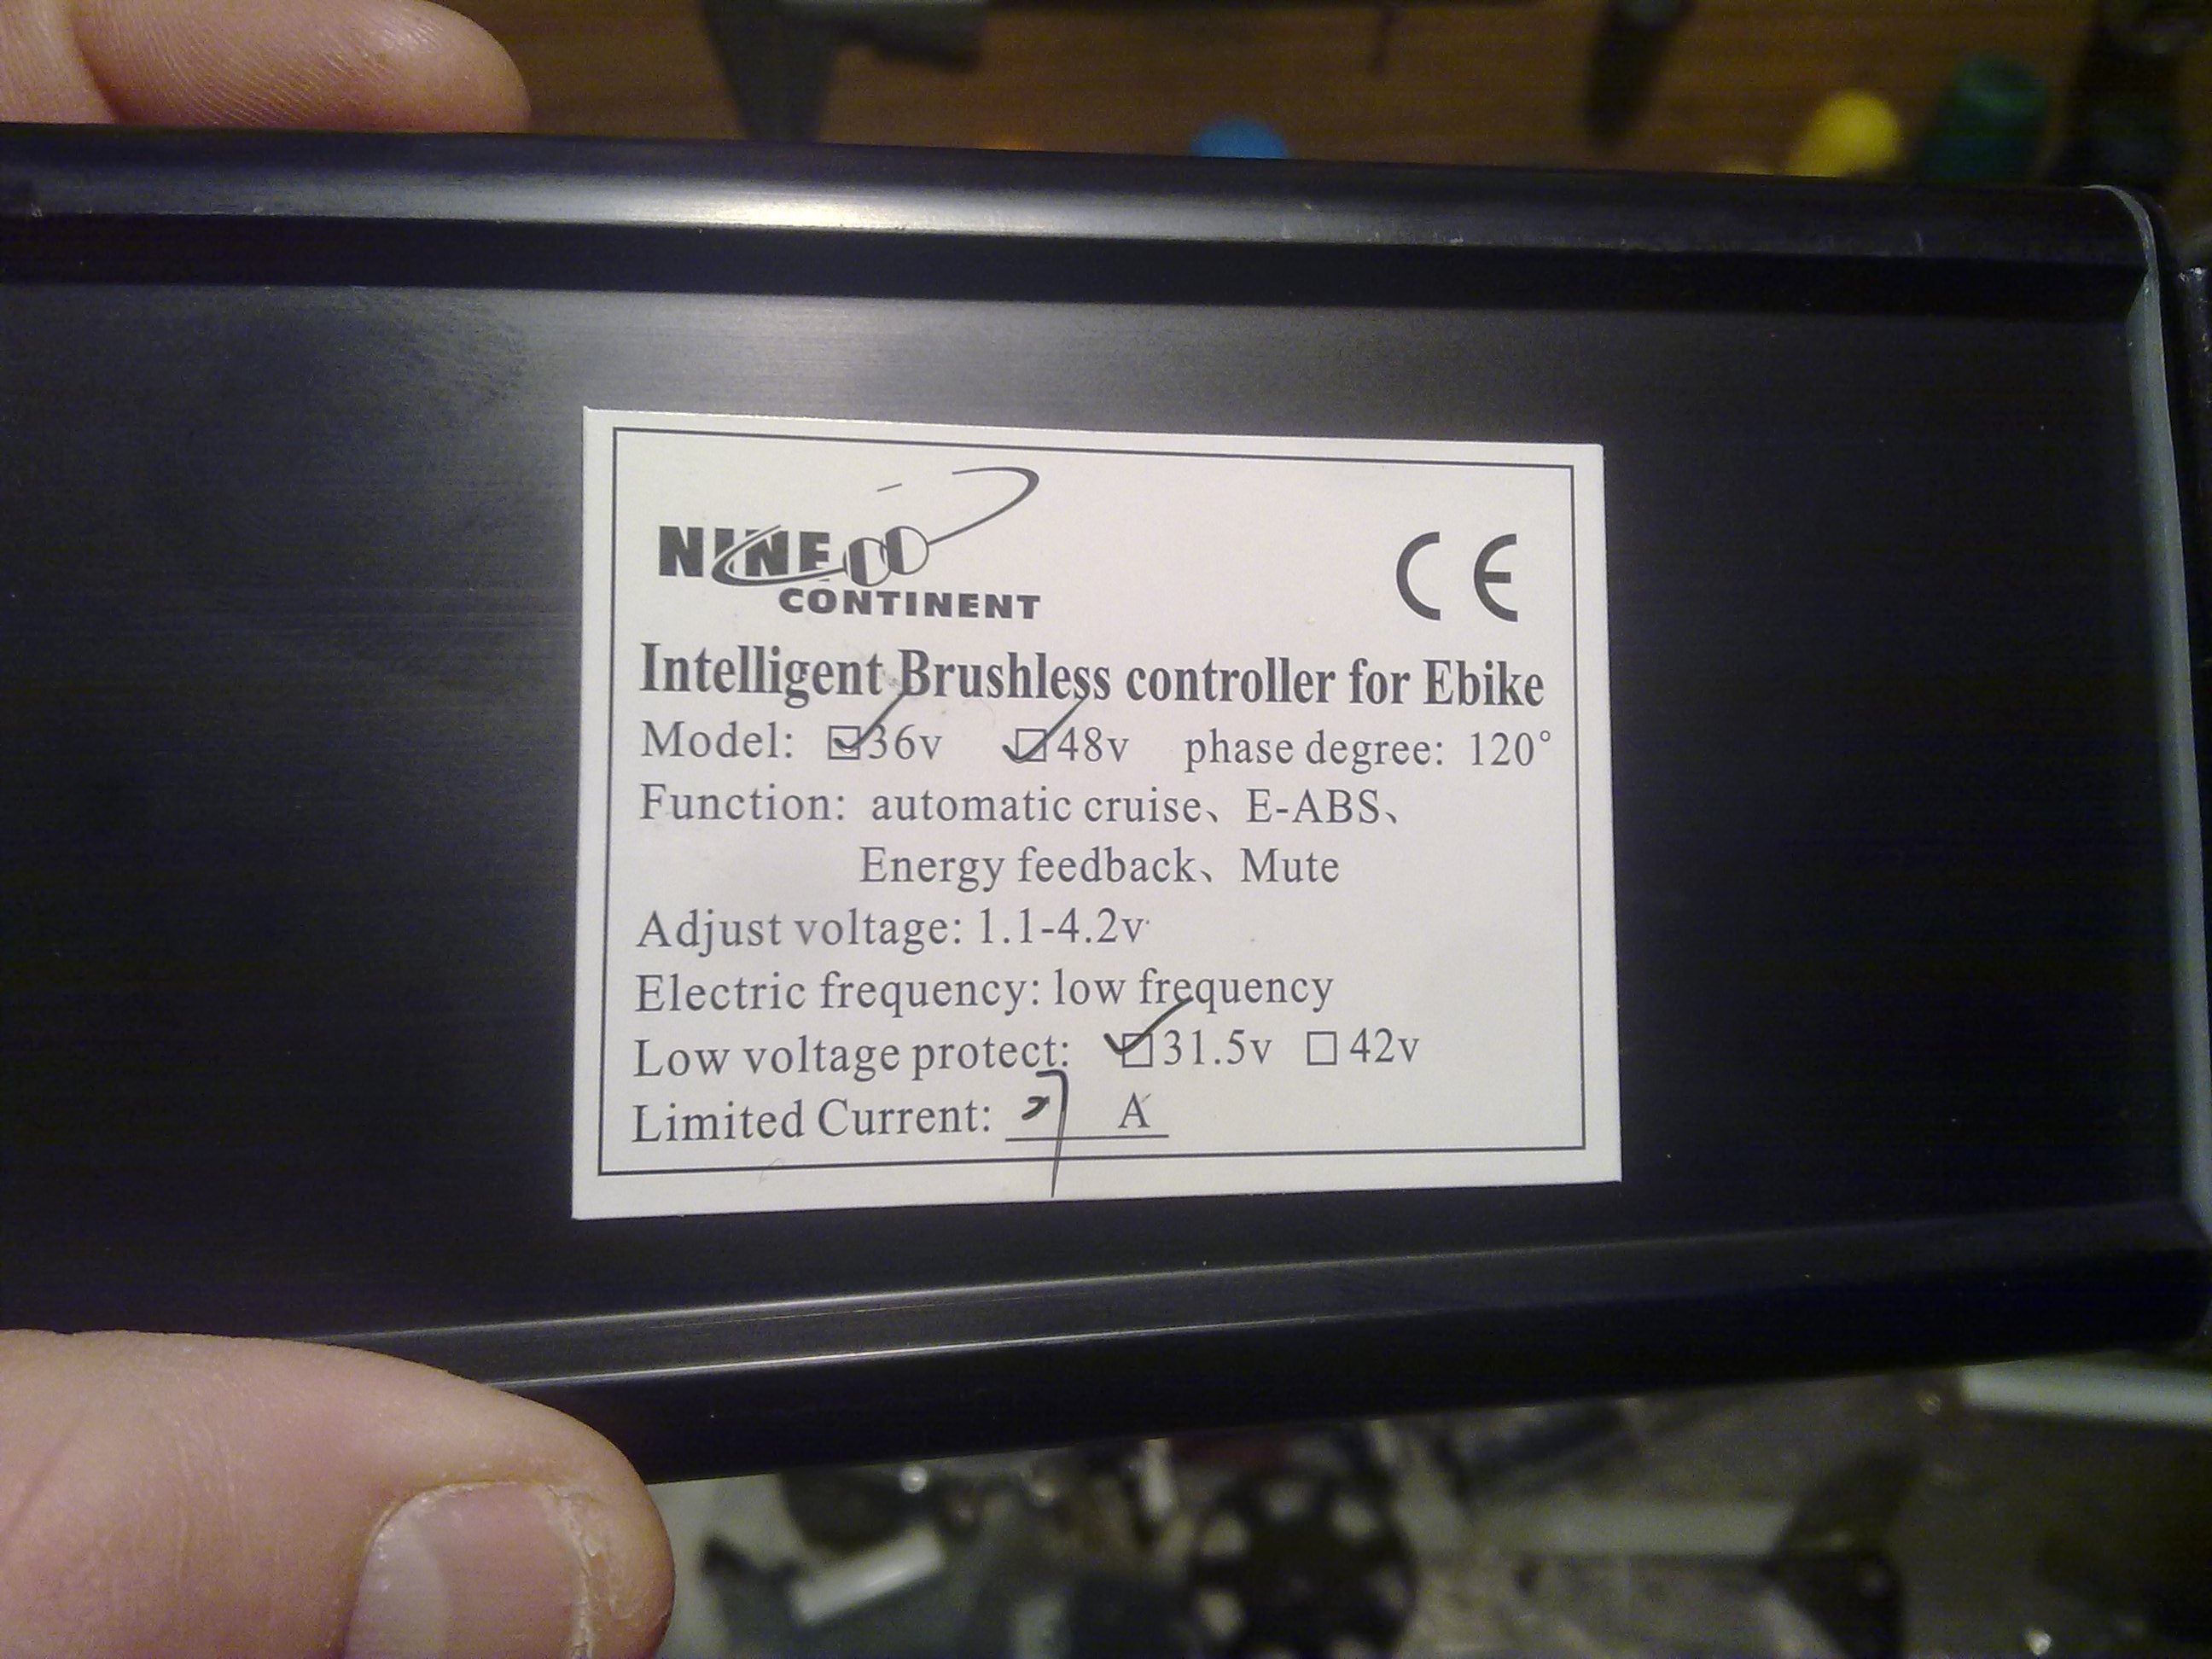 NINE
CONTINENT
CE
Intelligent Brushless controller for Ebike
Model: ☑36v ☑48v phase degree: 120°
Function: automatic cruise、E-ABS、
Energy feedback、Mute
Adjust voltage: 1.1-4.2v
Electric frequency: low frequency
Low voltage protect: ☑31.5v ☐42v
Limited Current: A